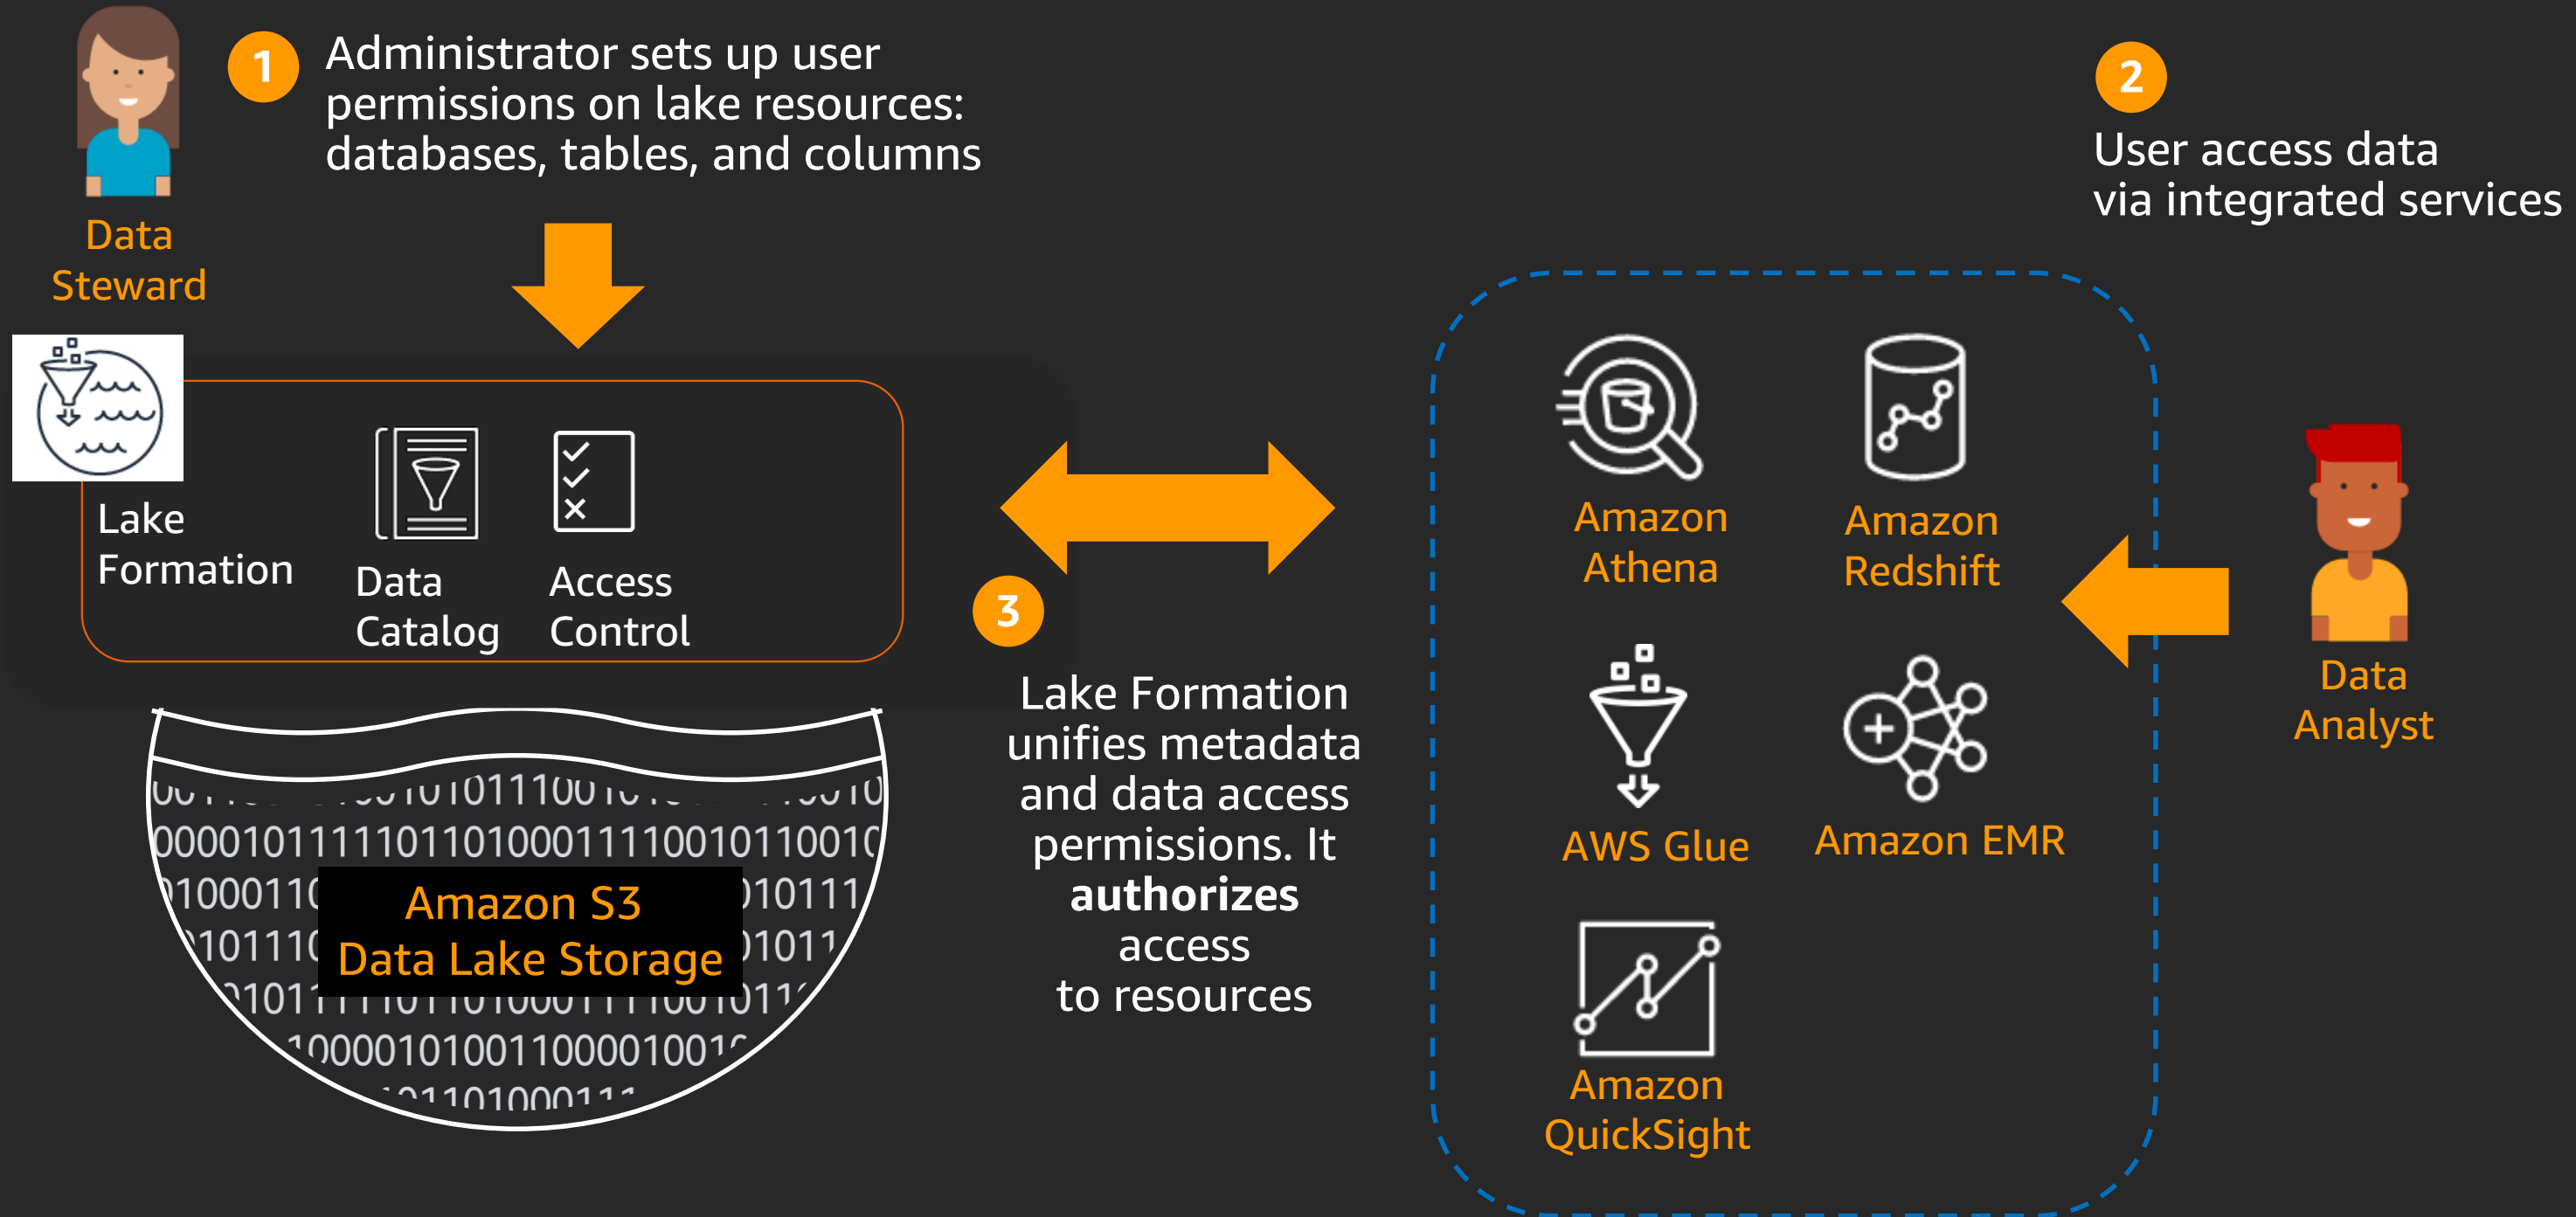 1
Administrator sets up user
permissions on lake resources:
databases, tables, and columns
Data
Steward
2
User access data
via integrated services
Lake
Formation
Data
Catalog
Access
Control
3
Lake Formation
unifies metadata
and data access
permissions. It
authorizes
access
to resources
Amazon
Athena
Amazon
Redshift
AWS Glue
Amazon EMR
Amazon
QuickSight
Data
Analyst
Amazon S3
Data Lake Storage